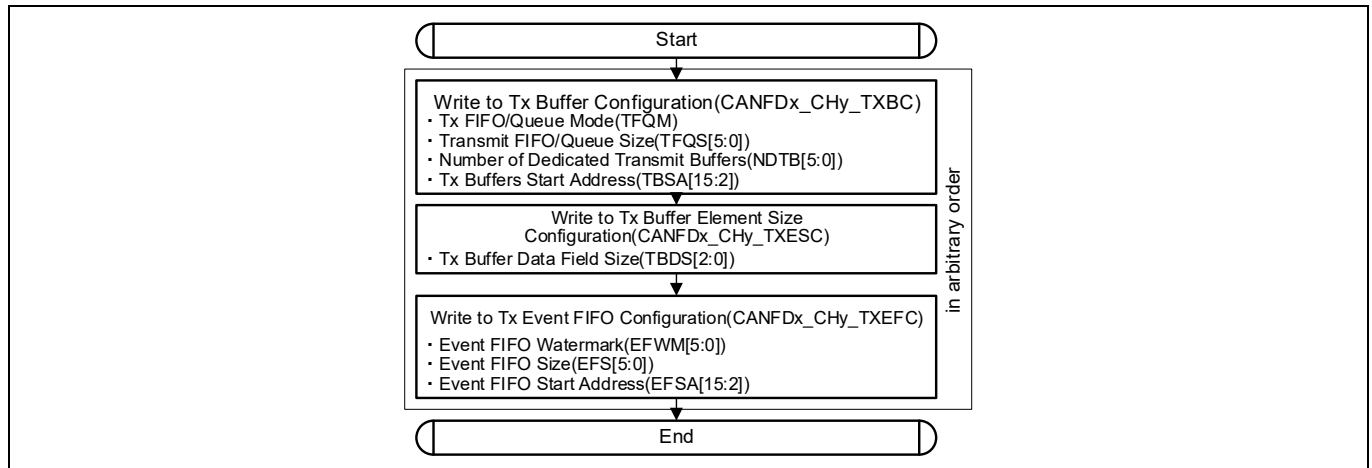 Start
Write to Tx Buffer Configuration(CANFDx_CHy_TXBC)
・Tx FIFO/Queue Mode(TFQM)
・Transmit FIFO/Queue Size(TFQS[5:0])
・Number of Dedicated Transmit Buffers(NDTB[5:0])
・Tx Buffers Start Address(TBSA[15:2])
Write to Tx Buffer Element Size
Configuration(CANFDx_CHy_TXESC)
・Tx Buffer Data Field Size(TBDS[2:0])
Write to Tx Event FIFO Configuration(CANFDx_CHy_TXEFC)
・Event FIFO Watermark(EFWM[5:0])
・Event FIFO Size(EFS[5:0])
・Event FIFO Start Address(EFSA[15:2])
in arbitrary order
End